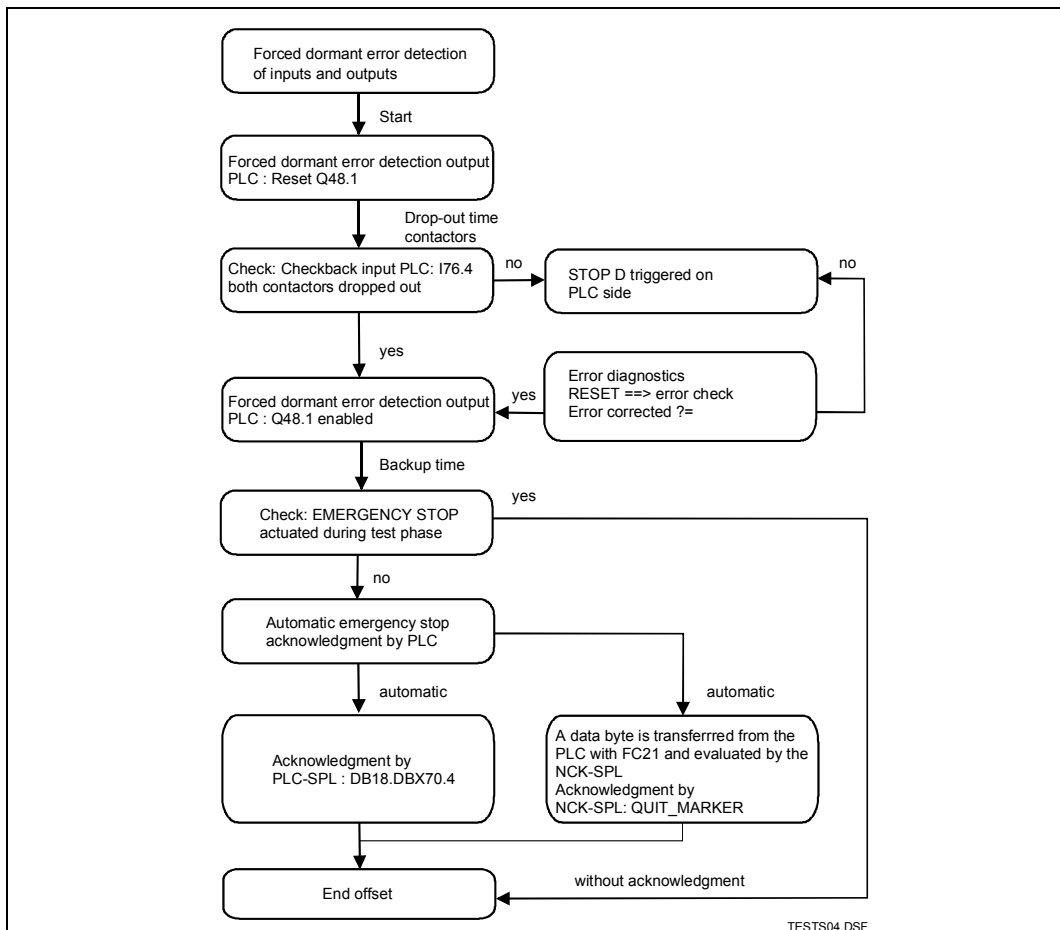 Forced dormant error detection
of inputs and outputs
Start
Forced dormant error detection output
PLC : Reset Q48.1
Drop-out time
contactors
Check: Checkback input PLC: I76.4
both contactors dropped out
no
STOP D triggered on
PLC side
no
yes
Error diagnostics
RESET ==> error check
Error corrected ?=
yes
Forced dormant error detection output
PLC : Q48.1 enabled
Backup time
Check: EMERGENCY STOP
actuated during test phase
yes
no
Automatic emergency stop
acknowledgment by PLC
automatic
automatic
Acknowledgment by
PLC-SPL : DB18.DBX70.4
A data byte is transferrred from the
PLC with FC21 and evaluated by the
NCK-SPL
Acknowledgment by
NCK-SPL: QUIT_MARKER
End offset
without acknowledgment
TESTS04.DSF